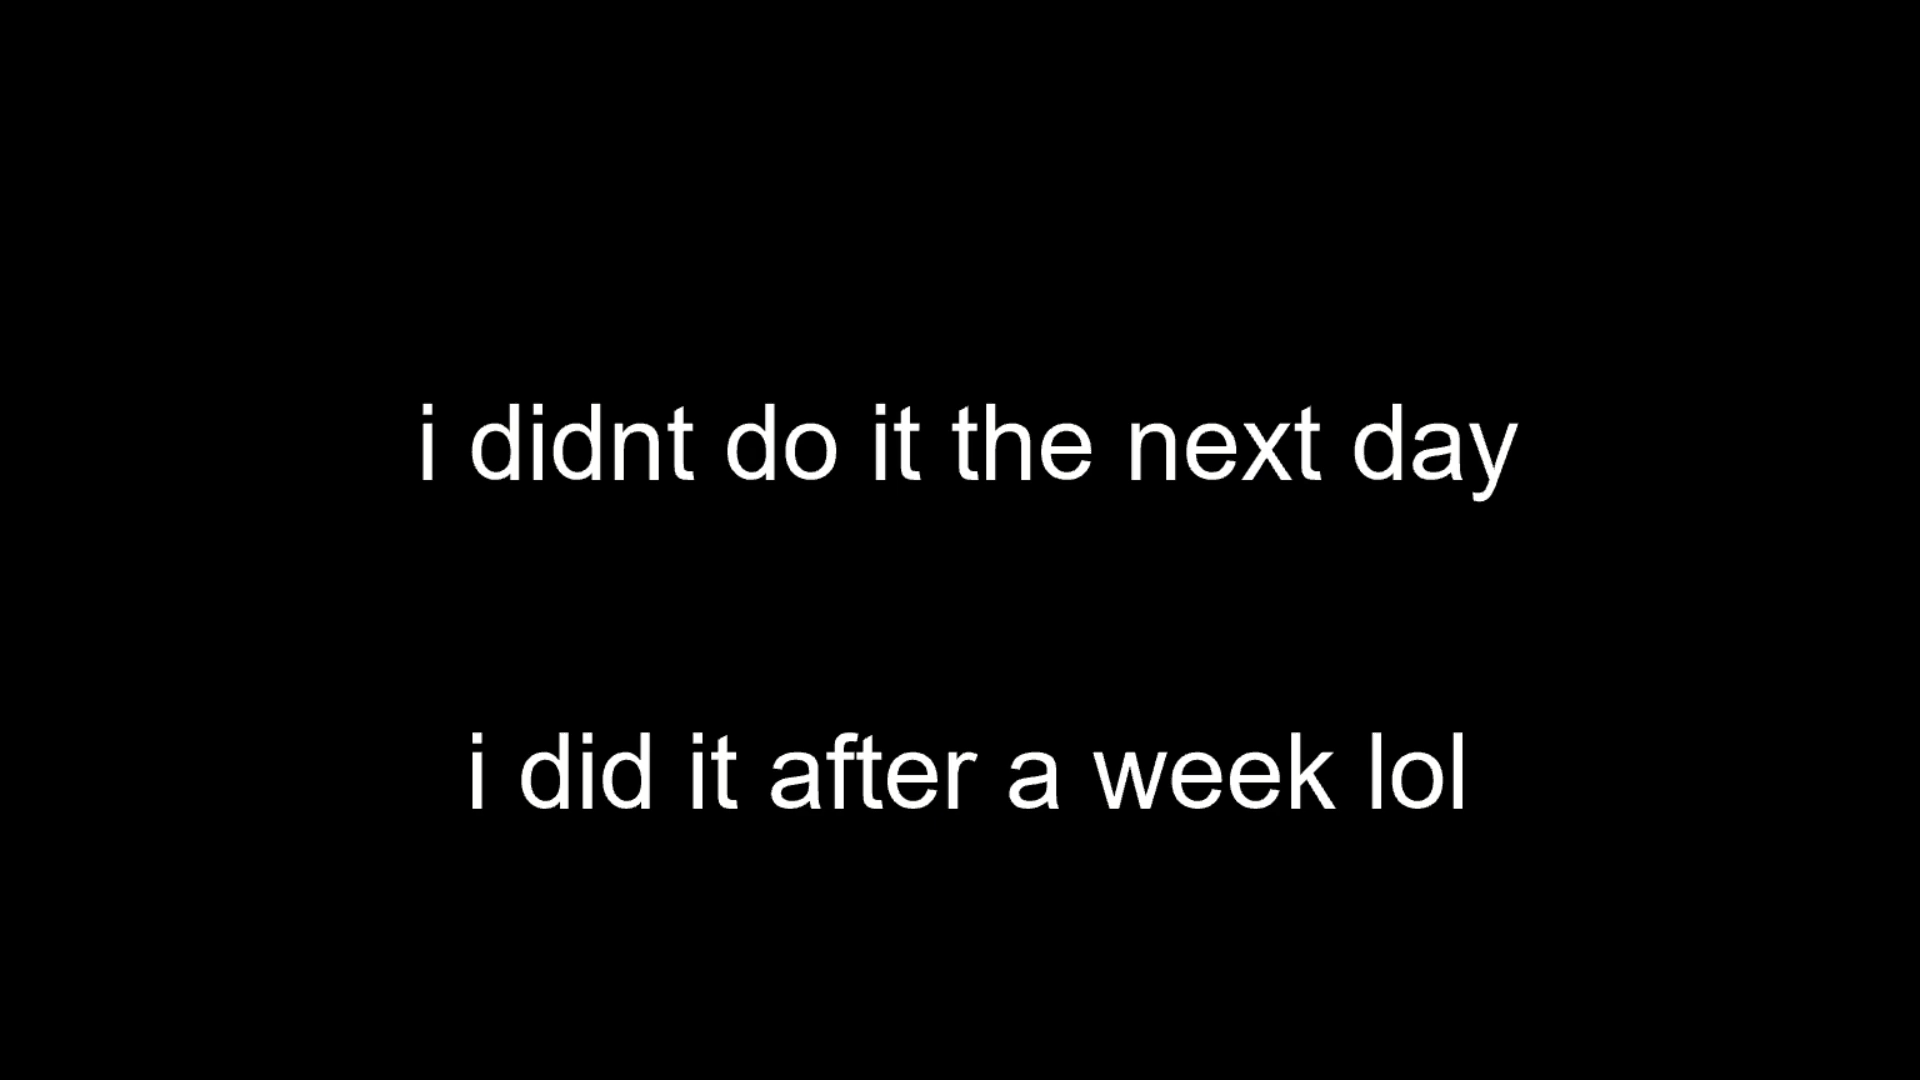 i didnt do it the next day
i did it after a week lol